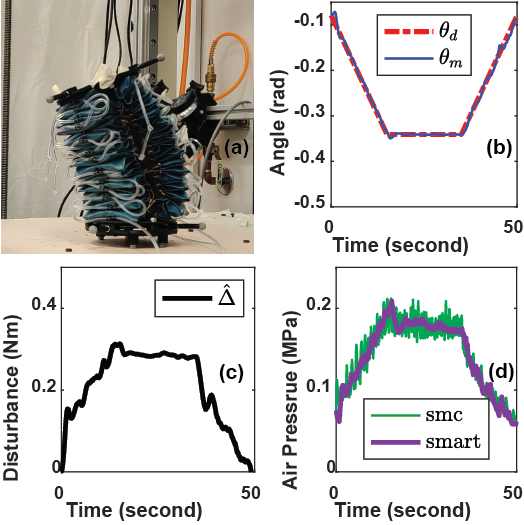 (a)
Angle (rad)
-0.1
-0.2
-0.3
-0.4
-0.5
θd
θm
(b)
0
50
Time (second)
Disturbance (Nm)
0.4
0.2
0
Δ̂
(c)
0
50
Time (second)
Air Pressrue (MPa)
0.2
0.1
0
(d)
smc
smart
0
50
Time (second)